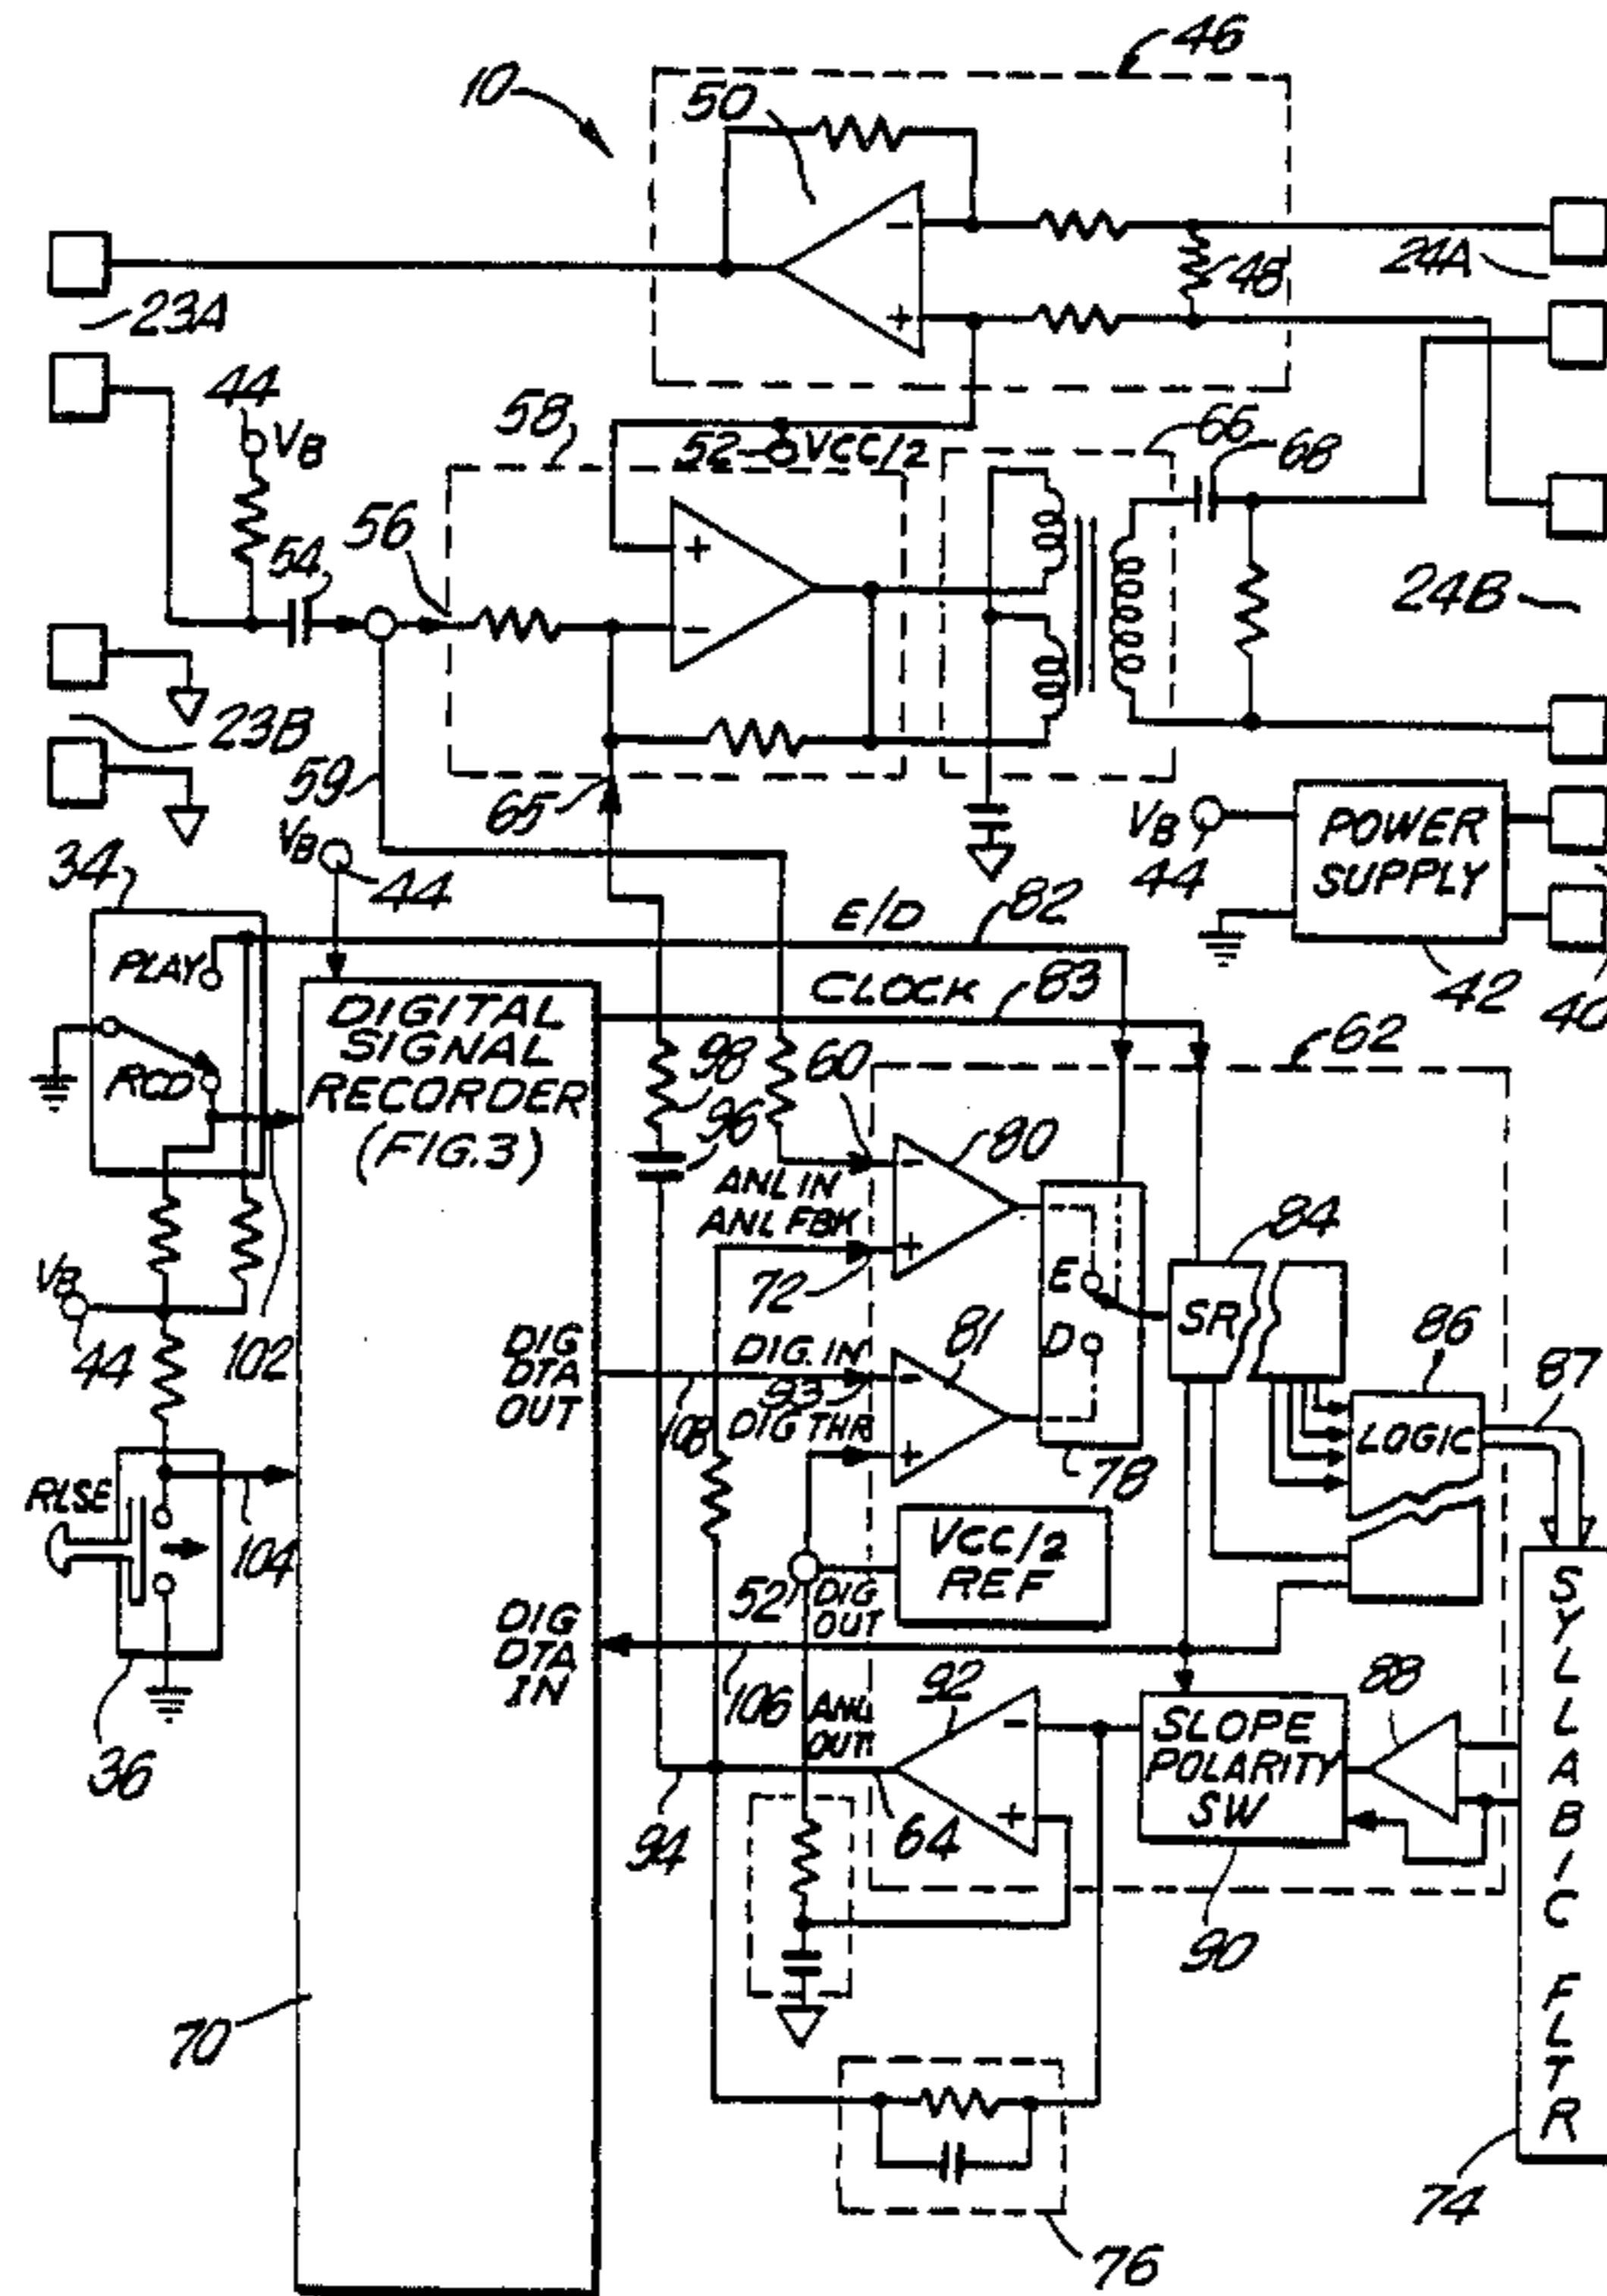 46
10
50
24A
48
23A
44
VB
58
52
VCC/2
66
68
54
56
24B
23B
59
65
VB
44
VB
44
POWER
SUPPLY
42
40
34
PLAY
RCD
E/D
82
CLOCK
83
DIGITAL
SIGNAL
RECORDER
(FIG.3)
98
96
60
62
80
ANL IN
ANL FBK
72
84
E
D
SR
VB
44
102
DIG
DTA
OUT
DIG. IN
93
DIG THR
108
81
78
86
LOGIC
87
RLSE
104
36
VCC/2
REF
52
DIG
OUT
DIG
DTA
IN
106
ANL
OUT
92
64
94
SLOPE
POLARITY
SW
88
90
SYLLABIC FLTR
74
70
76